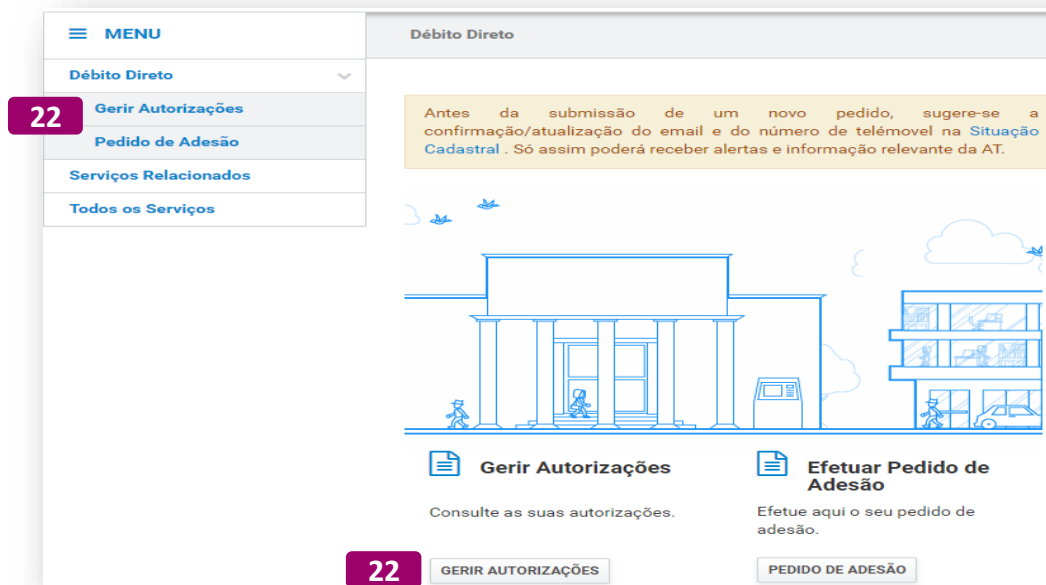 MENU
Débito Direto
Gerir Autorizações
22
Pedido de Adesão
Serviços Relacionados
Todos os Serviços
Débito Direto
Antes da submissão de um novo pedido, sugere-se a
confirmação/atualização do email e do número de telémovel na Situação
Cadastral . Só assim poderá receber alertas e informação relevante da AT.
Gerir Autorizações
Consulte as suas autorizações.
22
GERIR AUTORIZAÇÕES
Efetuar Pedido de
Adesão
Efetue aqui o seu pedido de
adesão.
PEDIDO DE ADESÃO